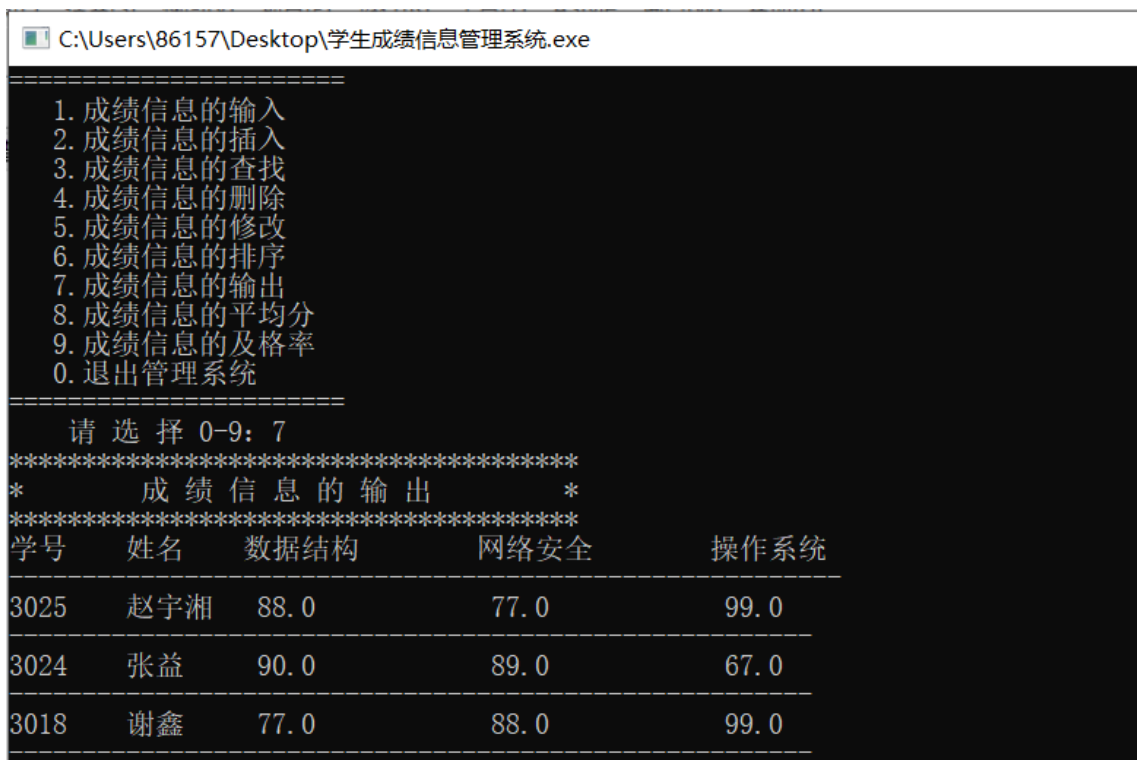 C:\Users\86157\Desktop\学生成绩信息管理系统.exe
=======================
1.成绩信息的输入
2.成绩信息的插入
3.成绩信息的查找
4.成绩信息的删除
5.成绩信息的修改
6.成绩信息的排序
7.成绩信息的输出
8.成绩信息的平均分
9.成绩信息的及格率
0.退出管理系统
=======================
请 选 择 0-9: 7
***************************************
* 成 绩 信 息 的 输 出 *
***************************************
学号 姓名 数据结构 网络安全 操作系统
---------------------------------------------------------
3025 赵宇湘 88.0 77.0 99.0
-------------------------------------------------------
3024 张益 90.0 89.0 67.0
-------------------------------------------------------
3018 谢鑫 77.0 88.0 99.0
-------------------------------------------------------